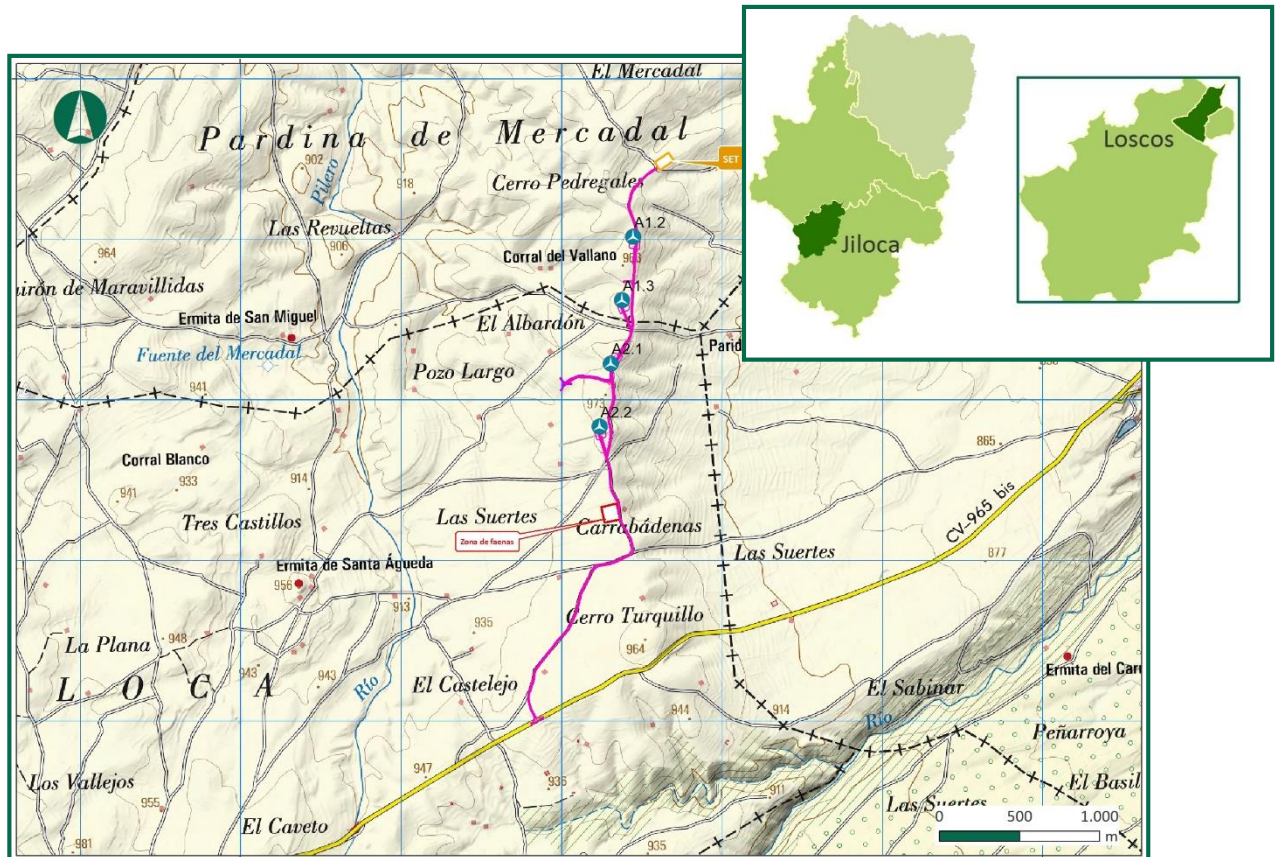 El Mercadal
Pardina de Mercadal
902
918
Pilero
Cerro Pedregales
SET
Las Revueltas
906
A1.2
Corral del Vallano
964
A1.3
Ermita de San Miguel
El Albardón
Fuente del Mercadal
A2.1
Pozo Largo
941
973
A2.2
Corral Blanco
933
941
914
865
Tres Castillos
Las Suertes
Carrabádenas
Zona de faenas
Las Suertes
CV-965 bis
877
Ermita de Santa Águeda
956
913
Cerro Turquillo
935
964
La Plana
948
943
943
LOCA
Río
El Castelejo
Ermita del Car
El Sabinar
944
914
Río
Peñarroya
Los Vallejos
955
947
936
911
El Basil
Las Suertes
El Caveto
981
935
0 500 1.000
m
Jiloca
Loscos